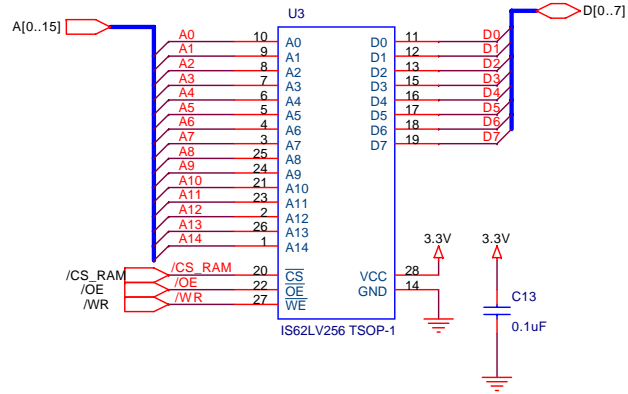 U3
A[0..15]
D[0..7]
A0 10 A0 D0 11 D0
A1 9 A1 D1 12 D1
A2 8 A2 D2 13 D2
A3 7 A3 D3 15 D3
A4 6 A4 D4 16 D4
A5 5 A5 D5 17 D5
A6 4 A6 D6 18 D6
A7 3 A7 D7 19 D7
A8 25 A8
A9 24 A9
A10 21 A10
A11 23 A11
A12 2 A12
A13 26 A13
A14 1 A14
3.3V 3.3V
/CS_RAM /CS_RAM 20 CS VCC 28
/OE /OE 22 OE GND 14
/WR /WR 27 WE
C13
0.1uF
IS62LV256 TSOP-1